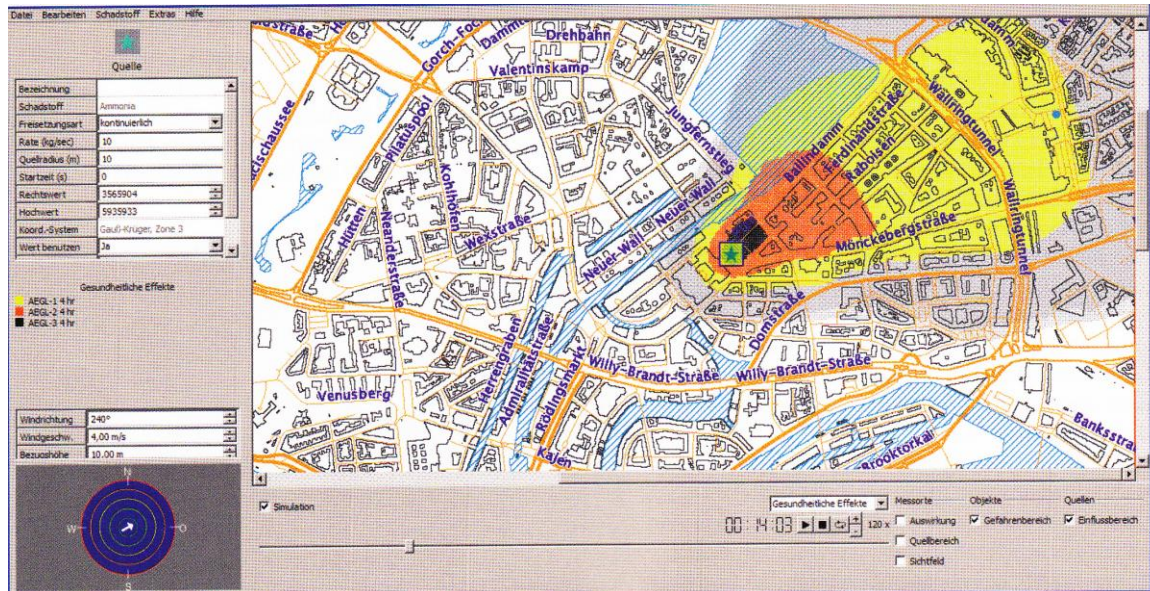 Datei Bearbeiten Schadstoff Extras Hilfe
Quelle
Bezeichnung
Schadstoff Ammonia
Freisetzungsart kontinuierlich
Rate (kg/sec) 10
Quellradius (m) 10
Startzeit (s) 0
Rechtswert 3565904
Hochwert 5935933
Koord.-System Gauß-Krüger, Zone 3
Wert benutzen Ja
Gesundheitliche Effekte
AEGL-1 4 hr
AEGL-2 4 hr
AEGL-3 4 hr
Windrichtung 240°
Windgeschw. 4,00 m/s
Bezugshöhe 10.00 m
N
W
O
S
Drehbahn
Valentinskamp
Pilatuspool
Jungfernstieg
Kohlhöfen
Hütten
Neanderstraße
Wexstraße
Neuer Wall
Neuer-Wall
Ballindamm
Ferdinandstraße
Raboisen
Wallringtunnel
Wallringtunnel
Mönckebergstraße
Domstraße
Herrengraben
Admiralitätstraße
Rödingsmarkt
Willy-Brandt-Straße
Willy-Brandt-Straße
Venusberg
Kajen
Simulation
Gesundheitliche Effekte
00:14:03
120 x
+
-
Messorte
Auswirkung
Quellbereich
Sichtfeld
Objekte
Gefahrenbereich
Quellen
Einflussbereich